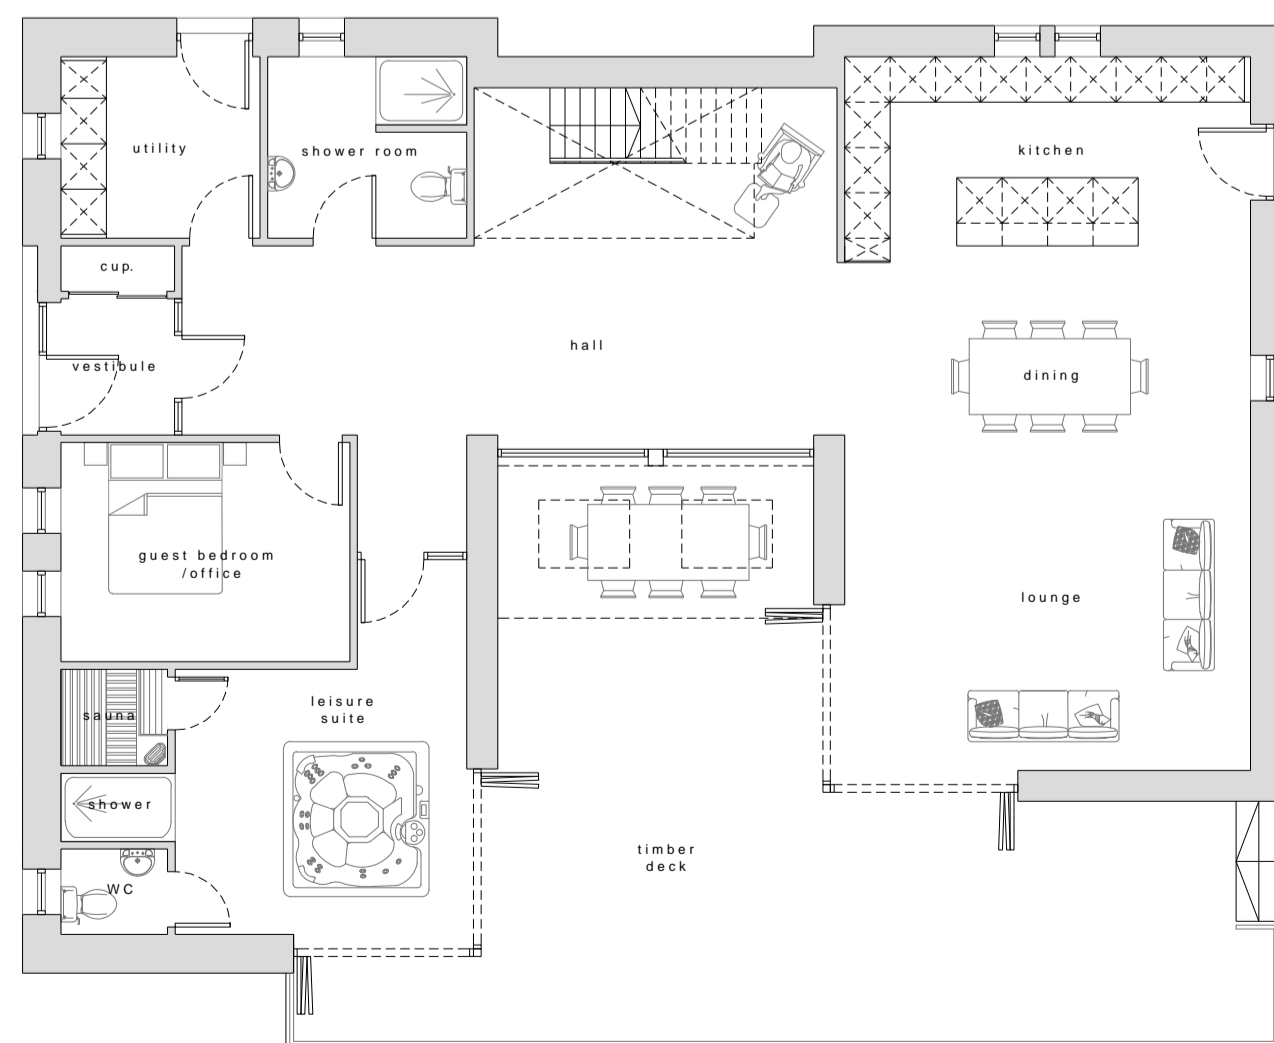 utility
shower room
kitchen
cup.
hall
vestibule
dining
guest bedroom
/office
lounge
leisure
suite
sauna
shower
timber
deck
WC